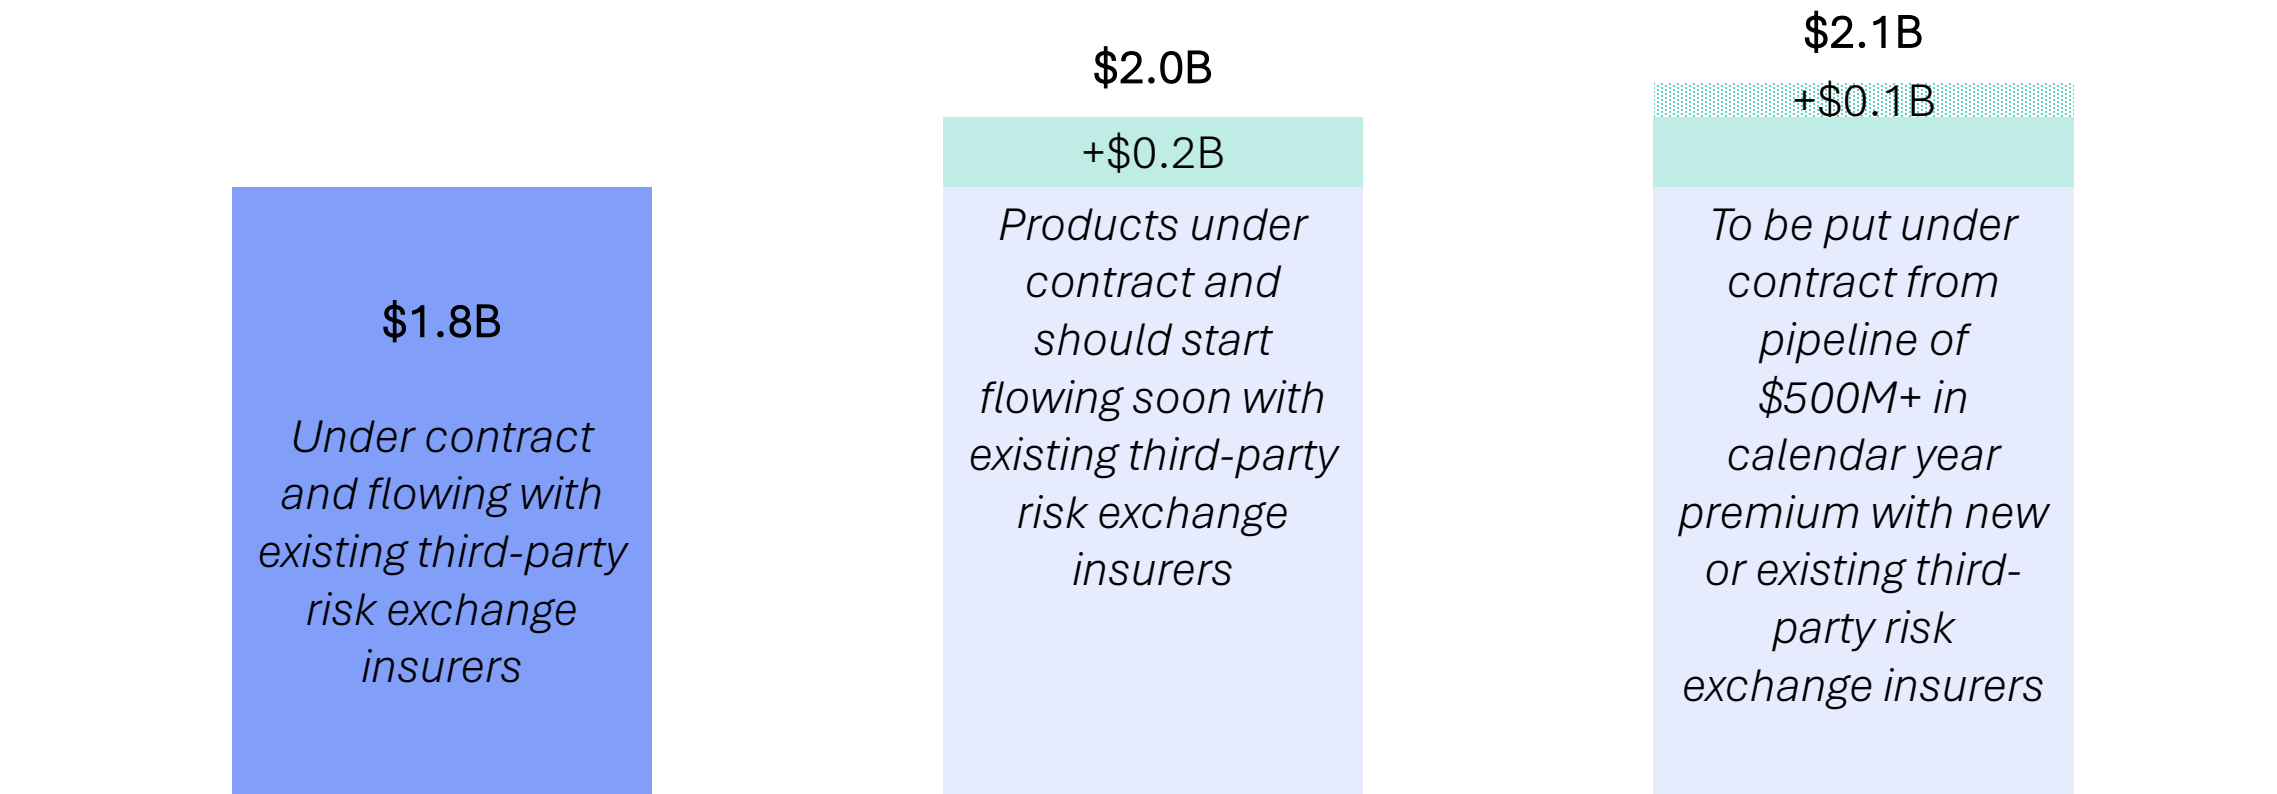 $1.8B
Under contract
and flowing with
existing third-party
risk exchange
insurers
$2.0B
+$0.2B
Products under
contract and
should start
flowing soon with
existing third-party
risk exchange
insurers
$2.1B
+$0.1B
To be put under
contract from
pipeline of
$500M+ in
calendar year
premium with new
or existing third-
party risk
exchange insurers